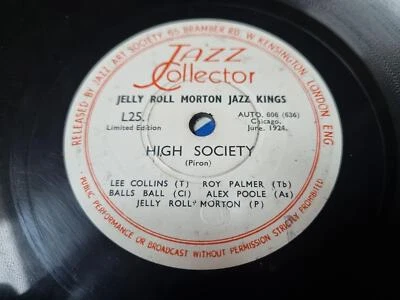 RELEASED BY JAZZ ART SOCIETY 65 BRAMBER RD. W KENSINGTON LONDON ENG
JAZZ
Collector
JELLY ROLL MORTON JAZZ KINGS
L25. AUTO. 606 (636)
Limited Edition Chicago.
June. 1924.
HIGH SOCIETY
(Piron)
LEE COLLINS (T) ROY PALMER (Tb)
BALLS BALL (Cl) ALEX POOLE (As)
JELLY ROLL MORTON (P)
PUBLIC PERFORMANCE OR BROADCAST WITHOUT PERMISSION STRICTLY PROHIBITED